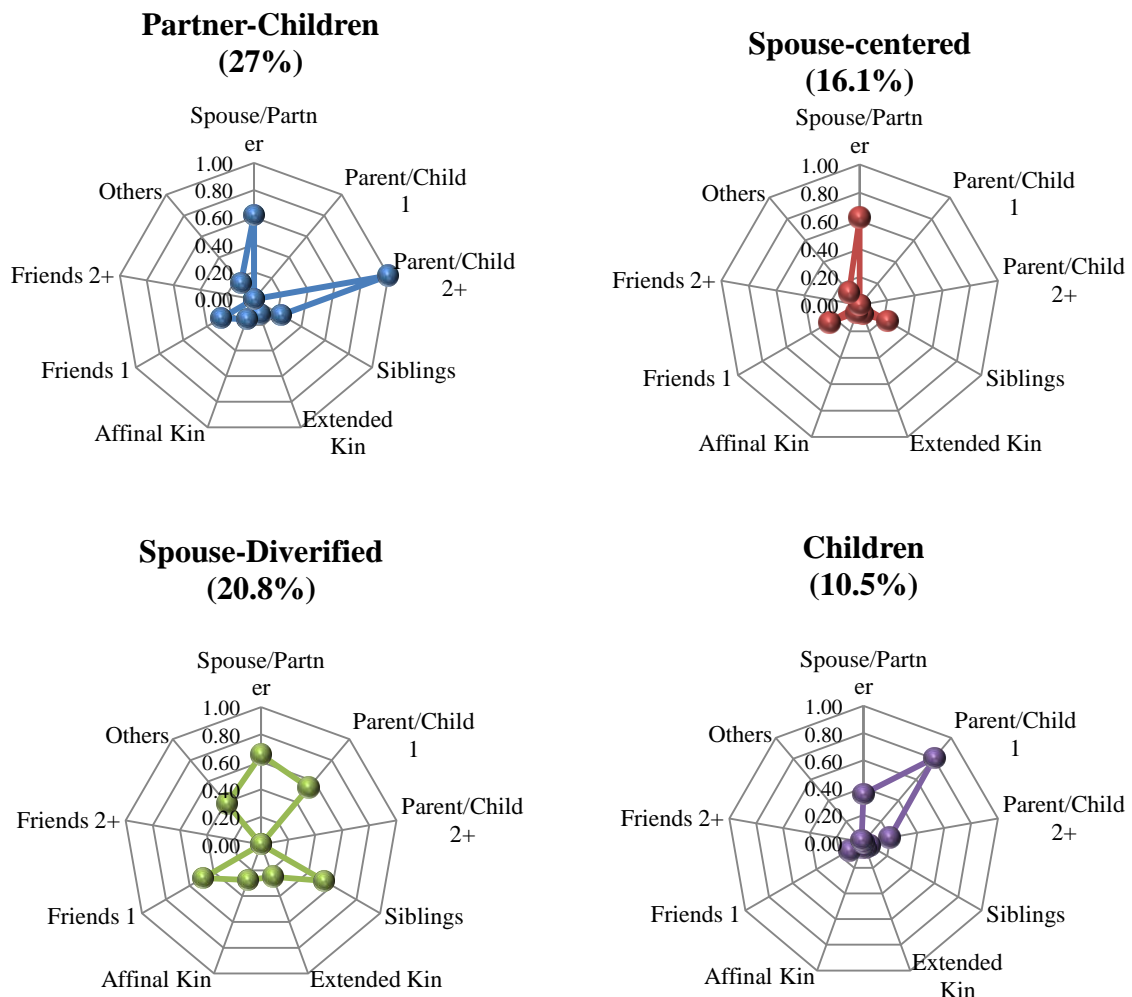 Partner-Children
(27%)
Spouse/Partn
er
1.00
0.80
0.60
0.40
0.20
0.00
Parent/Child
1
Parent/Child
2+
Siblings
Extended
Kin
Affinal Kin
Friends 1
Friends 2+
Others
Spouse-centered
(16.1%)
Spouse/Partn
er
1.00
0.80
0.60
0.40
0.20
0.00
Parent/Child
1
Parent/Child
2+
Siblings
Extended Kin
Affinal Kin
Friends 1
Friends 2+
Others
Spouse-Diverified
(20.8%)
Spouse/Partn
er
1.00
0.80
0.60
0.40
0.20
0.00
Parent/Child
1
Parent/Child
2+
Siblings
Extended Kin
Affinal Kin
Friends 1
Friends 2+
Others
Children
(10.5%)
Spouse/Partn
er
1.00
0.80
0.60
0.40
0.20
0.00
Parent/Child
1
Parent/Child
2+
Siblings
Extended
Kin
Affinal Kin
Friends 1
Friends 2+
Others